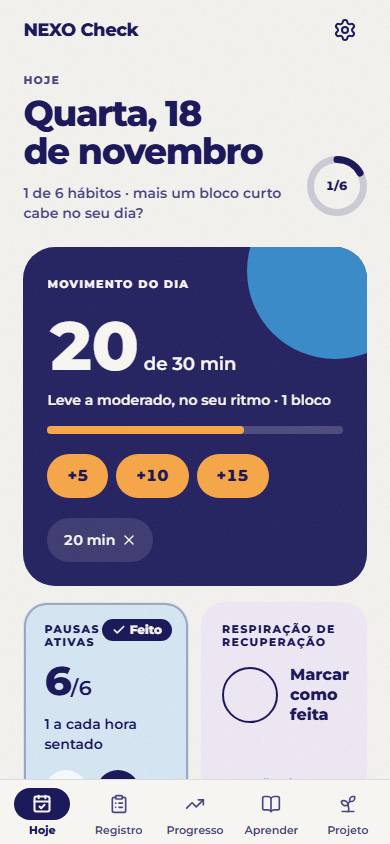 NEXO Check
HOJE
Quarta, 18
de novembro
1 de 6 hábitos · mais um bloco curto
cabe no seu dia?
1/6
MOVIMENTO DO DIA
20 de 30 min
Leve a moderado, no seu ritmo · 1 bloco
+5 +10 +15
20 min ×
PAUSAS
ATIVAS
Feito
6/6
1 a cada hora
sentado
RESPIRAÇÃO DE
RECUPERAÇÃO
Marcar
como
feita
Hoje Registro Progresso Aprender Projeto